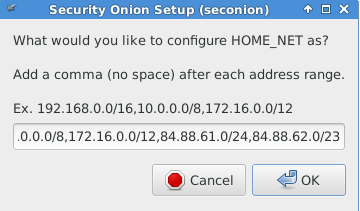 Security Onion Setup (seconion)
What would you like to configure HOME_NET as?
Add a comma (no space) after each address range.
Ex. 192.168.0.0/16,10.0.0.0/8,172.16.0.0/12
.0.0.0/8,172.16.0.0/12,84.88.61.0/24,84.88.62.0/23
Cancel OK